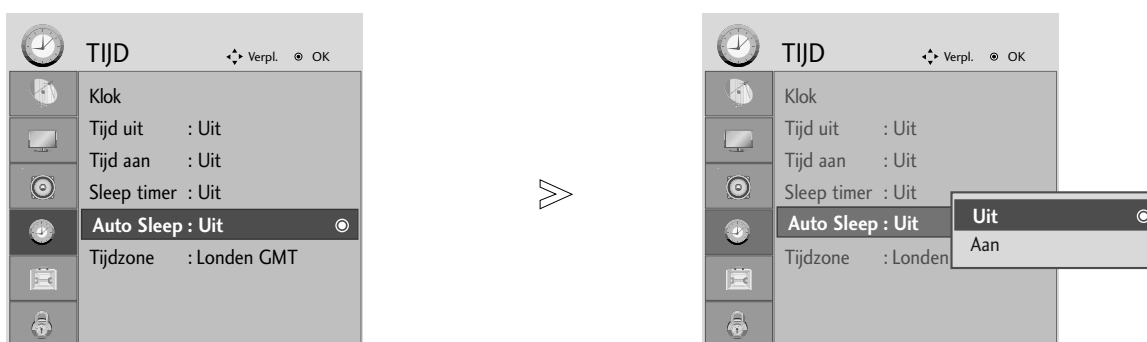 TIJD Verpl. OK
Klok
Tijd uit : Uit
Tijd aan : Uit
Sleep timer : Uit
Auto Sleep : Uit
Tijdzone : Londen GMT
TIJD Verpl. OK
Klok
Tijd uit : Uit
Tijd aan : Uit
Sleep timer : Uit
Auto Sleep : Uit
Tijdzone : Londen
Uit
Aan